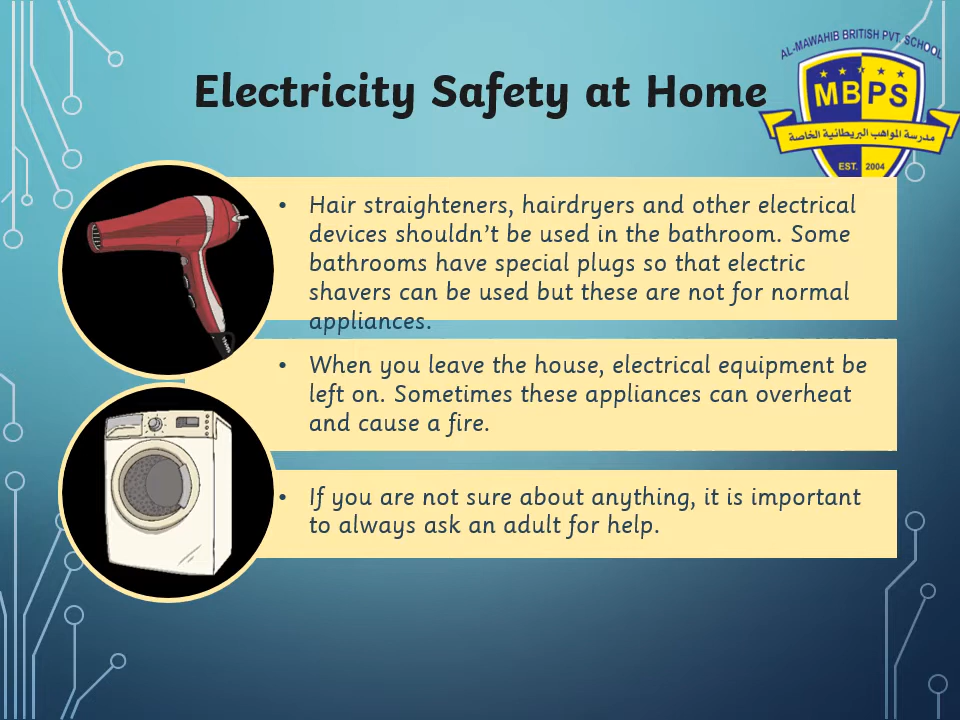 AL-MAWAHIB BRITISH PVT. SCHOOL
MBPS
مدرسة المواهب البريطانية الخاصة
EST. 2004
Electricity Safety at Home
• Hair straighteners, hairdryers and other electrical
devices shouldn’t be used in the bathroom. Some
bathrooms have special plugs so that electric
shavers can be used but these are not for normal
appliances.
• When you leave the house, electrical equipment be
left on. Sometimes these appliances can overheat
and cause a fire.
• If you are not sure about anything, it is important
to always ask an adult for help.